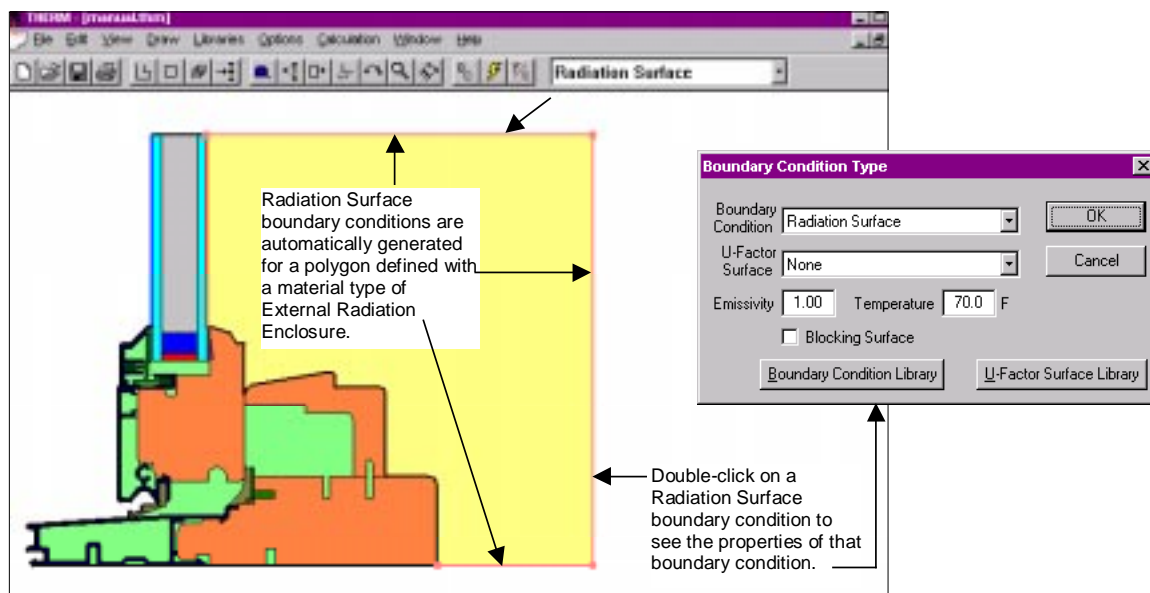 THERM - [manual.thm]
File Edit View Draw Libraries Options Calculation Window Help
Radiation Surface
Radiation Surface
boundary conditions are
automatically generated
for a polygon defined with
a material type of
External Radiation
Enclosure.
Boundary Condition Type
Boundary
Condition
Radiation Surface
OK
U-Factor
Surface
None
Cancel
Emissivity 1.00 Temperature 70.0 F
Blocking Surface
Boundary Condition Library U-Factor Surface Library
Double-click on a
Radiation Surface
boundary condition to
see the properties of that
boundary condition.